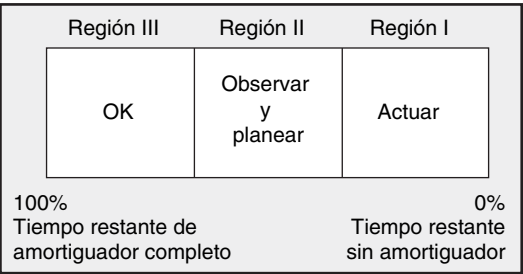 Región III Región II Región I
OK
Observar
y
planear
Actuar
100%
Tiempo restante de
amortiguador completo
0%
Tiempo restante
sin amortiguador